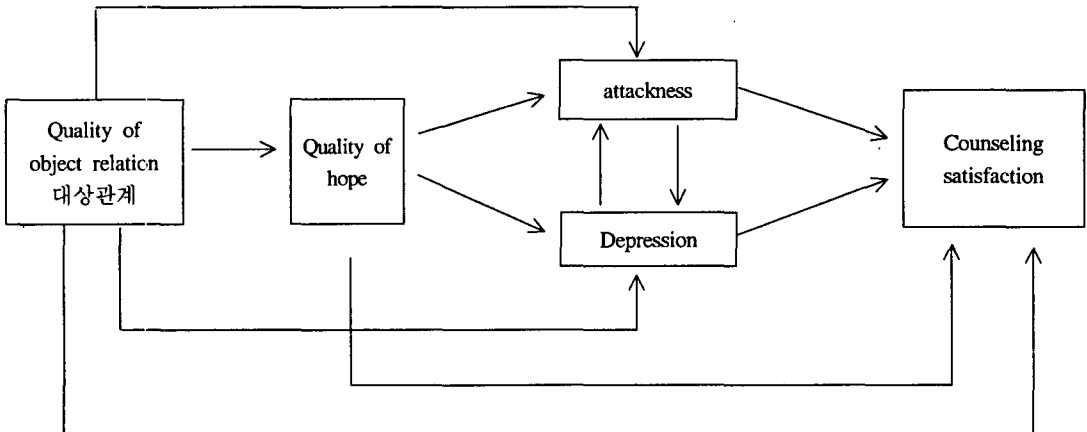 Quality of
object relation
대상관계
Quality of
hope
attackness
Depression
Counseling
satisfaction